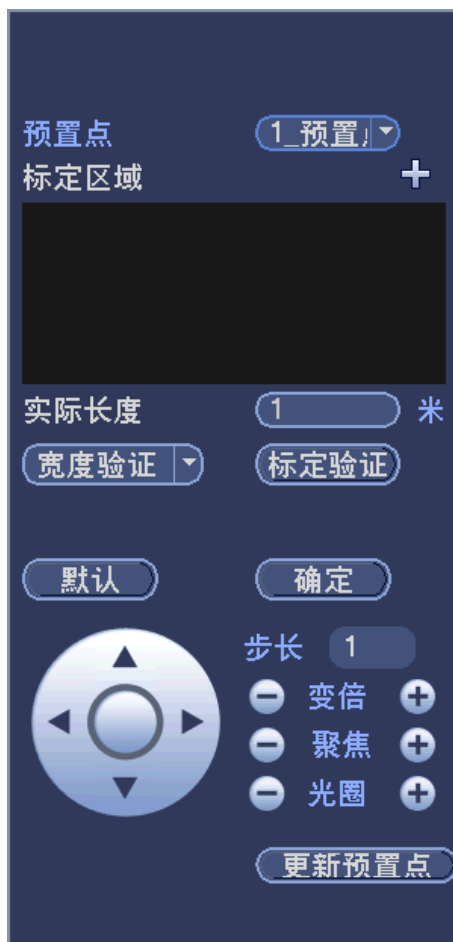 预置点 1_预置
标定区域
实际长度 1 米
宽度验证 标定验证
默认 确定
步长 1
变倍
聚焦
光圈
更新预置点